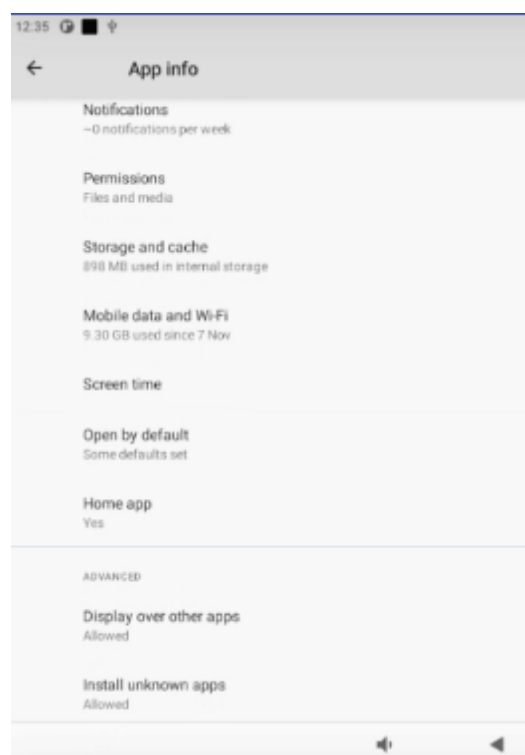 12:35
App info
Notifications
~0 notifications per week
Permissions
Files and media
Storage and cache
898 MB used in internal storage
Mobile data and Wi-Fi
9.30 GB used since 7 Nov
Screen time
Open by default
Some defaults set
Home app
Yes
ADVANCED
Display over other apps
Allowed
Install unknown apps
Allowed